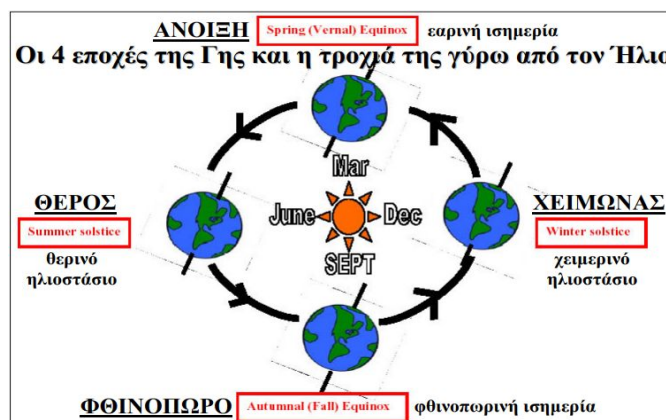 ΑΝΟΙΞΗ Spring (Vernal) Equinox εαρινή ισημερία
Οι 4 εποχές της Γης και η τροχιά της γύρω από τον Ήλιο
Mar
June Dec
SEPT
ΘΕΡΟΣ
Summer solstice
θερινό
ηλιοστάσιο
ΧΕΙΜΩΝΑΣ
Winter solstice
χειμερινό
ηλιοστάσιο
ΦΘΙΝΟΠΩΡΟ Autumnal (Fall) Equinox φθινοπωρινή ισημερία